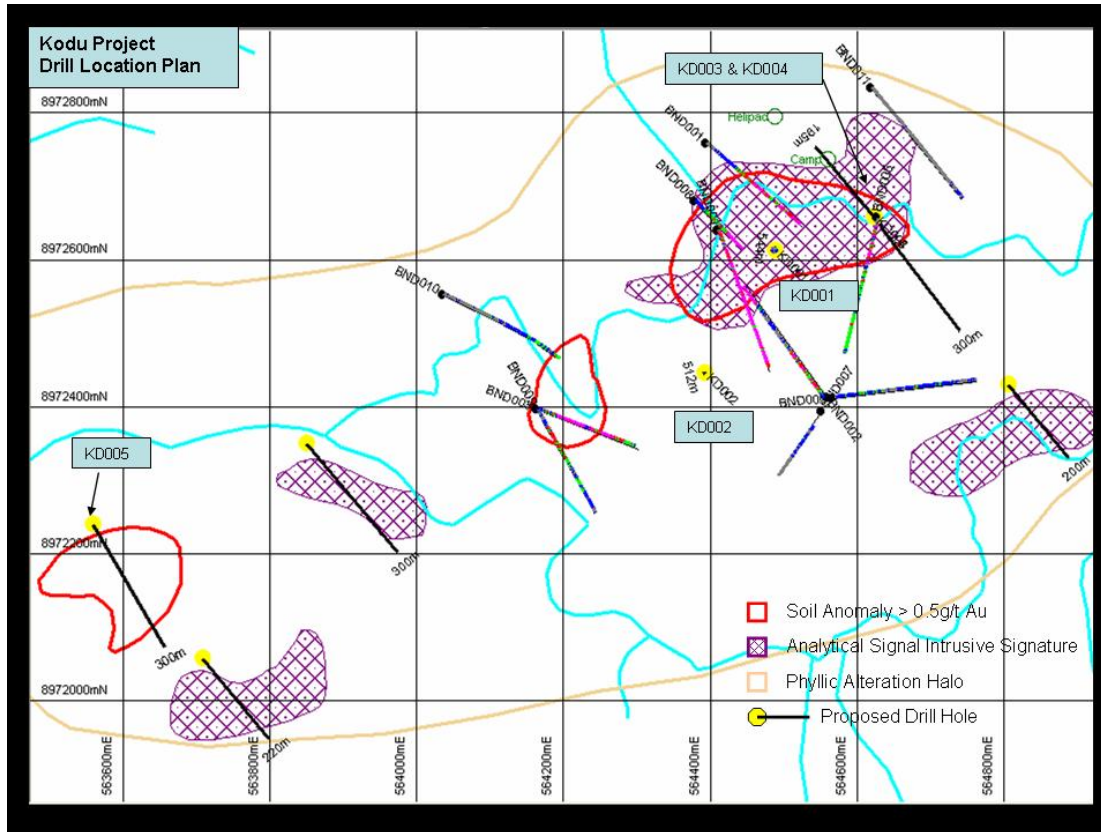 Kodu Project
Drill Location Plan
KD003 & KD004
BND011
8972800mN
BND001
Helipad
195m
Camp
BND006
8972600mN
BND010
KD001
300m
512m
KD002
8972400mN
BND007
BND002
KD002
200m
KD005
300m
8972200mN
300m
Soil Anomaly > 0.5g/t Au
Analytical Signal Intrusive Signature
Phyllic Alteration Halo
8972000mN
Proposed Drill Hole
220m
563600mE
563800mE
564000mE
564200mE
564400mE
564600mE
564800mE